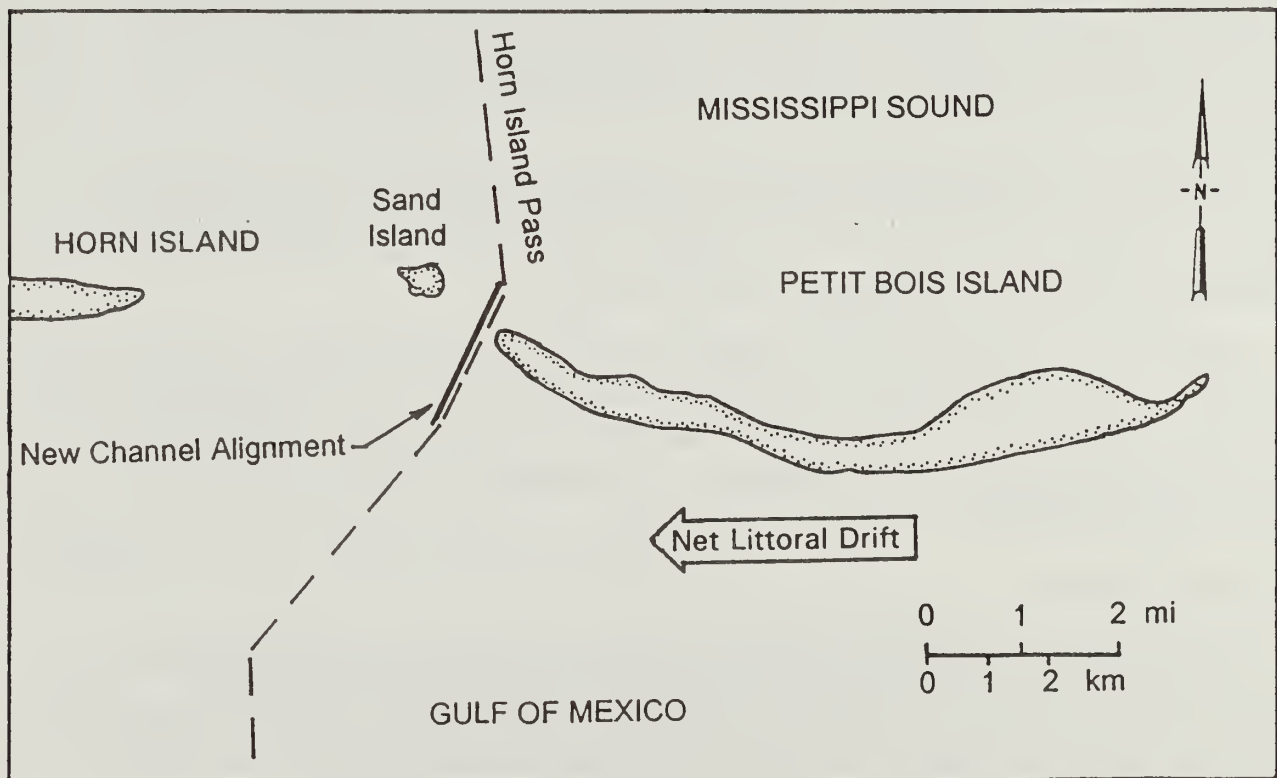 Horn Island Pass
MISSISSIPPI SOUND
-N-
Sand
Island
HORN ISLAND
PETIT BOIS ISLAND
New Channel Alignment
Net Littoral Drift
0 1 2 mi
0 1 2 km
GULF OF MEXICO